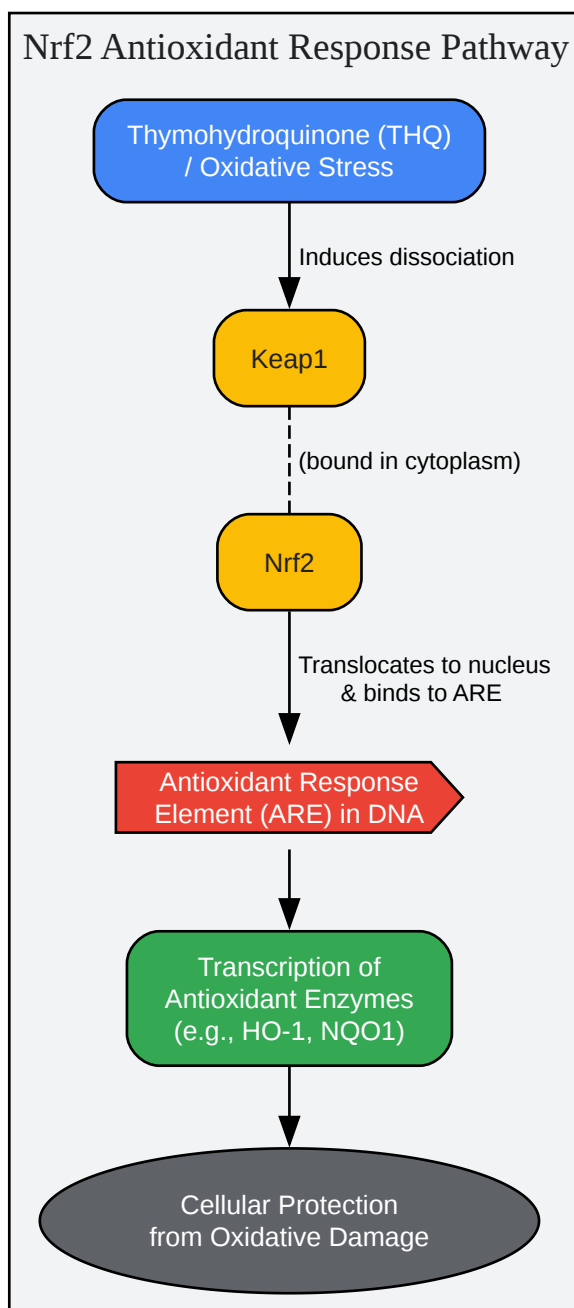 Nrf2 Antioxidant Response Pathway
Thymohydroquinone (THQ)
/ Oxidative Stress
Induces dissociation
Keap1
(bound in cytoplasm)
Nrf2
Translocates to nucleus
& binds to ARE
Antioxidant Response
Element (ARE) in DNA
Transcription of
Antioxidant Enzymes
(e.g., HO-1, NQO1)
Cellular Protection
from Oxidative Damage